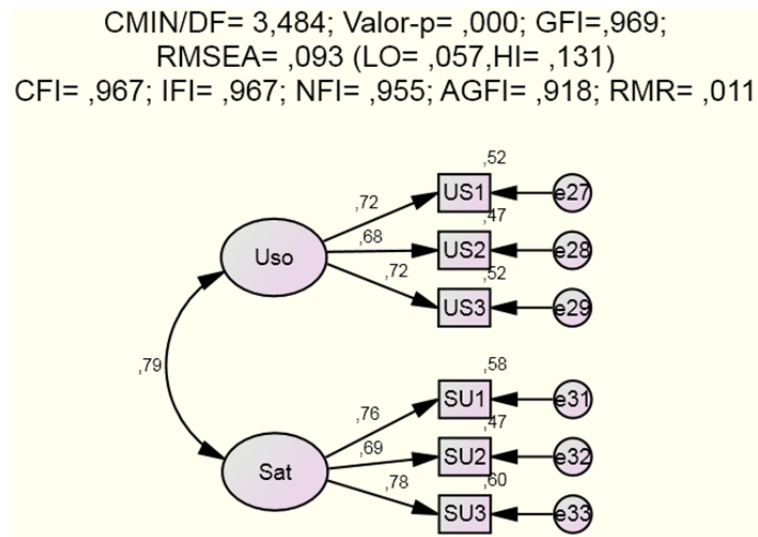 CMIN/DF= 3,484; Valor-p= ,000; GFI=,969;
RMSEA= ,093 (LO= ,057,HI= ,131)
CFI= ,967; IFI= ,967; NFI= ,955; AGFI= ,918; RMR= ,011
,52
,72 US1 e27
,47
Uso ,68 US2 e28
,52
,72 US3 e29
,79
,58
,76 SU1 e31
,47
Sat ,69 SU2 e32
,60
,78 SU3 e33